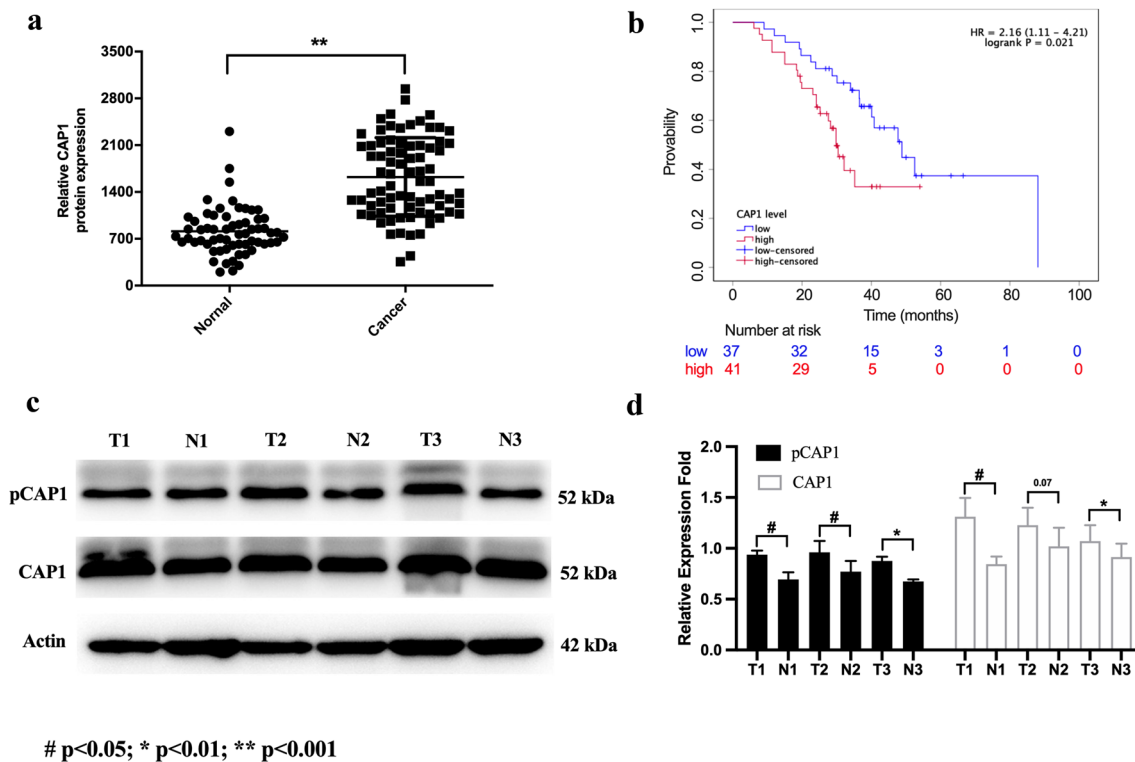 a
**
3500
2800
2100
1400
700
0
Relative CAP1
protein expression
Nornal
Cancer
b
HR = 2.16 (1.11 – 4.21)
logrank P = 0.021
1.0
0.8
0.6
0.4
0.2
0.0
Provability
CAP1 level
low
high
low-censored
high-censored
0 20 40 60 80 100
Time (months)
Number at risk
low 37 32 15 3 1 0
high 41 29 5 0 0 0
c
T1 N1 T2 N2 T3 N3
pCAP1 52 kDa
CAP1 52 kDa
Actin 42 kDa
d
pCAP1
CAP1
2.0
1.5
1.0
0.5
0.0
Relative Expression Fold
# # * # 0.07 *
T1 N1 T2 N2 T3 N3 T1 N1 T2 N2 T3 N3
# p<0.05; * p<0.01; ** p<0.001